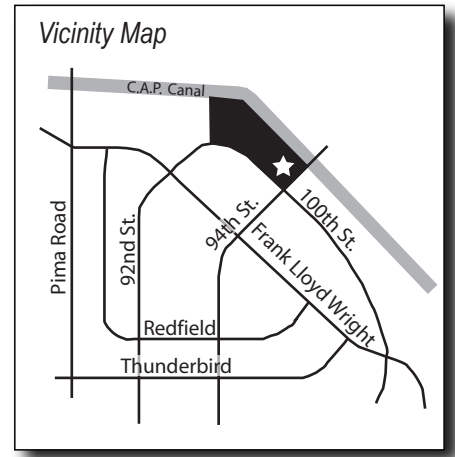 Vicinity Map
C.A.P. Canal
Pima Road
92nd St.
94th St.
100th St.
Frank Lloyd Wright
Redfield
Thunderbird